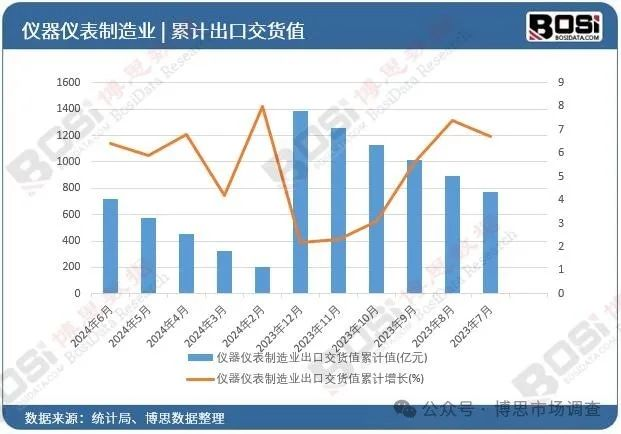 仪器仪表制造业 | 累计出口交货值
BOSi
BOSIDATA.COM
1600
1400
1200
1000
800
600
400
200
0
9
8
7
6
5
4
3
2
1
0
2024年6月
2024年5月
2024年4月
2024年3月
2024年2月
2023年12月
2023年11月
2023年10月
2023年9月
2023年8月
2023年7月
仪器仪表制造业出口交货值累计值(亿元)
仪器仪表制造业出口交货值累计增长(%)
BOSi 博思数据
BosiData Research
数据来源：统计局、博思数据整理
公众号 · 博思市场调查